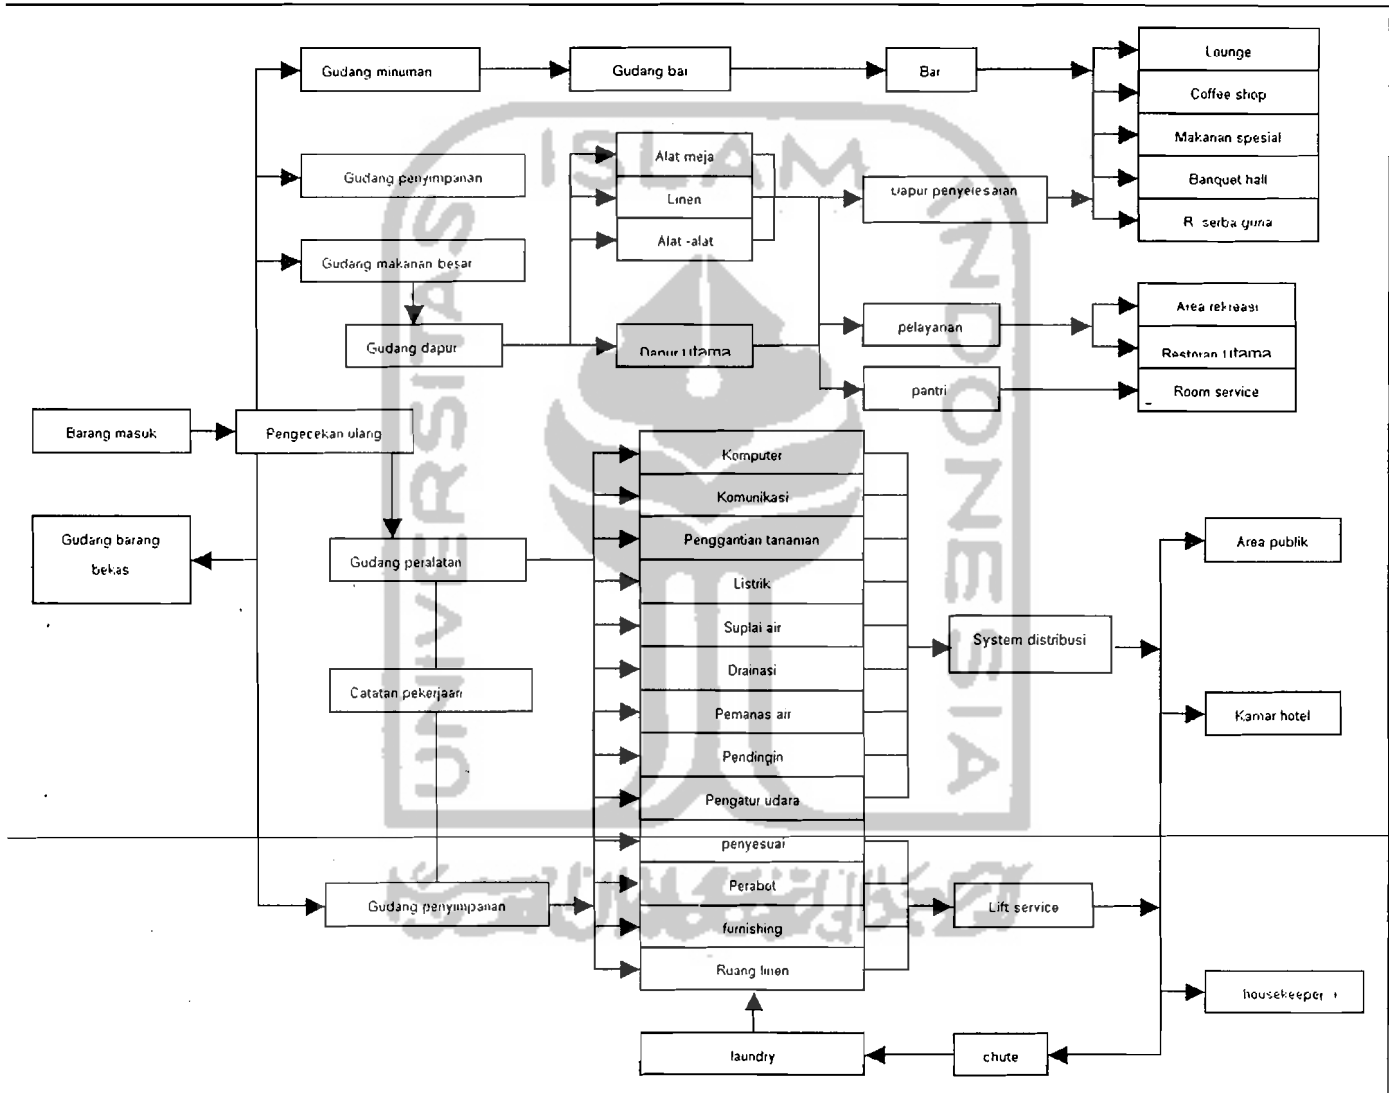 Gudang minuman
Gudang bar
Bar
Lounge
Coffee shop
Makanan spesial
Banquet hall
R serba guna
Gudang penyimpanan
Alat meja
Linen
Alat -alat
Dapur penyelesaian
Gudang makanan besar
Gudang dapur
Dapur Utama
pelayanan
Area rekreasi
Restoran Utama
pantri
Room service
Barang masuk
Pengecekan ulang
Gudang barang
bekas
Gudang peralatan
Catatan pekerjaan
Gudang penyimpanan
Komputer
Komunikasi
Penggantian tanaman
Listrik
Suplai air
Drainasi
Pemanas air
Pendingin
Pengatur udara
penyesuai
Perabot
furnishing
Ruang linen
System distribusi
Lift service
Area publik
Kamar hotel
housekeeper
laundry
chute
UNIVERSITAS
ISLAM
INDONESIA